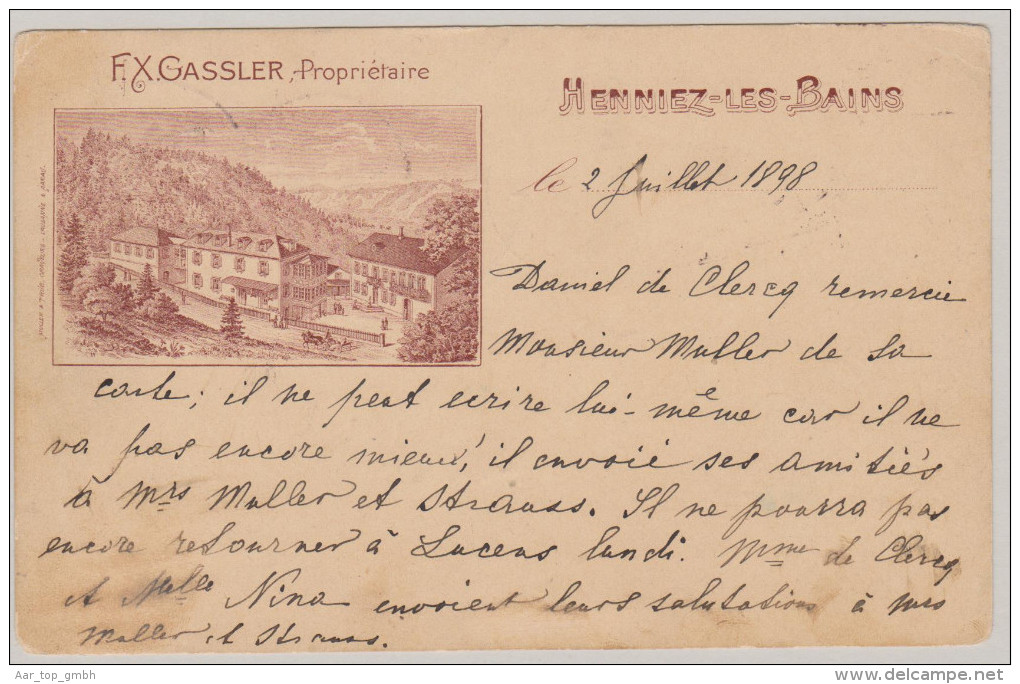 F. X. GASSLER, Propriétaire
HENNIEZ-LES-BAINS
le 2 Juillet 1898
Daniel de Clercq remercie
Monsieur Muller de sa
carte; il ne peut ecrire lui-même car il ne
va pas encore mieux, il envoie ses amitiés
à Mrs Muller et Strauss. Il ne pourra pas
encore retourner à Lucens lundi. Mme de Clercq
et Melle Nina envoient leurs salutations à Mrs
Muller et Strauss.
Aar_top_gmbh
delcampe.net